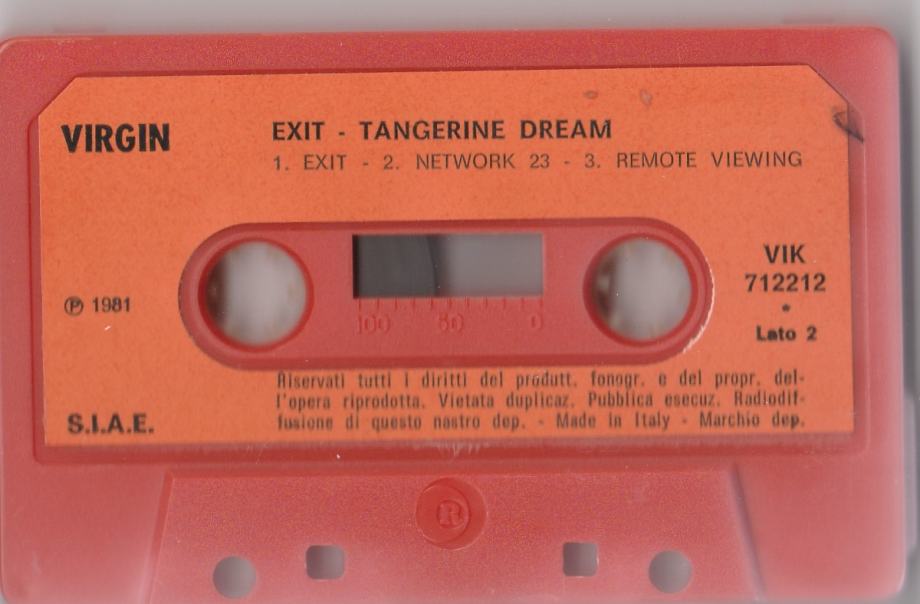 VIRGIN
EXIT - TANGERINE DREAM
1. EXIT - 2. NETWORK 23 - 3. REMOTE VIEWING
℗ 1981
VIK
712212
*
Lato 2
100 50 0
S.I.A.E.
Riservati tutti i diritti del produtt. fonogr. e del propr. del-
l'opera riprodotta. Vietata duplicaz. Pubblica esecuz. Radiodif-
fusione di questo nastro dep. - Made in Italy - Marchio dep.
®